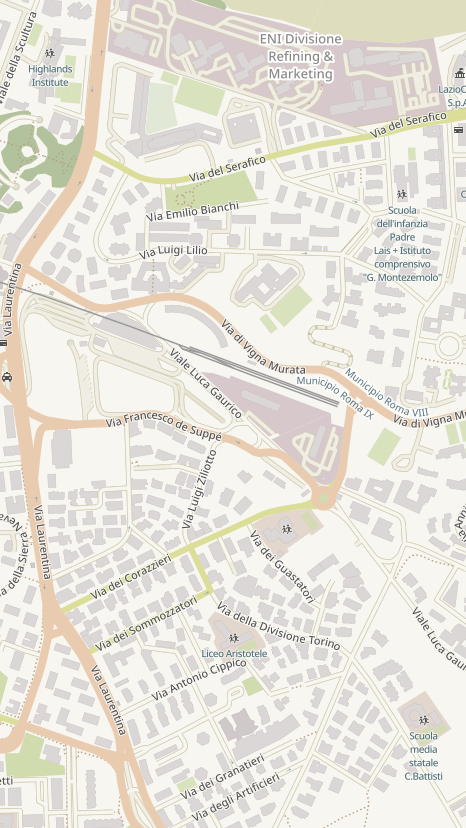 Viale della Scultura
Highlands
Institute
ENI Divisione
Refining &
Marketing
S.p.A
Via del Serafico
Via del Serafico
Via Emilio Bianchi
Scuola
dell'infanzia
Padre
Lais + Istituto
comprensivo
"G. Montezemolo"
Via Luigi Lilio
Via Laurentina
Via di Vigna Murata
Viale Luca Gaurico
Municipio Roma VIII
Municipio Roma IX
Via di Vigna M
Via Francesco de Suppé
Via Luigi Ziliotto
Via Laurentina
Via dei Corazzieri
Via dei Guastatori
Via dei Sommozzatori
Via della Divisione Torino
Viale Luca Gau
Liceo Aristotele
Via Antonio Cippico
Via Laurentina
Scuola
media
statale
C.Battisti
Via dei Granatieri
Via degli Artificieri
etti